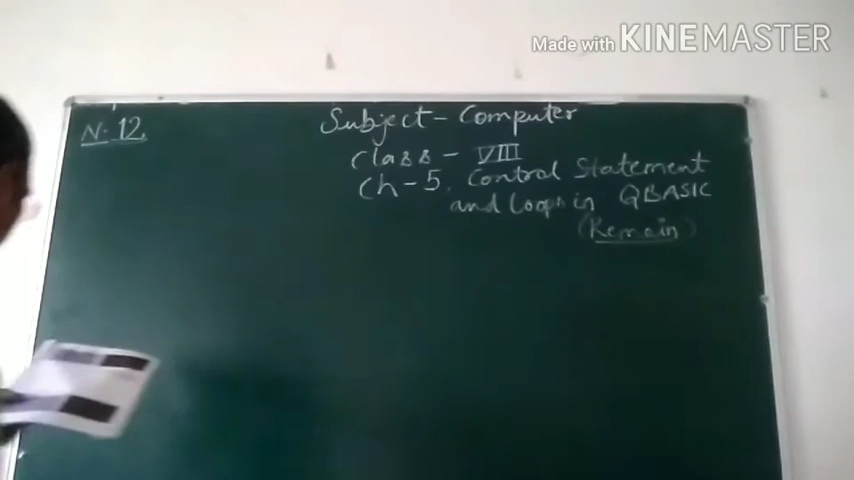 Made with KINEMASTER
N. 12.
Subject - Computer
Class - VIII
Ch - 5. Control Statement
and Loops in QBASIC
(Remain)